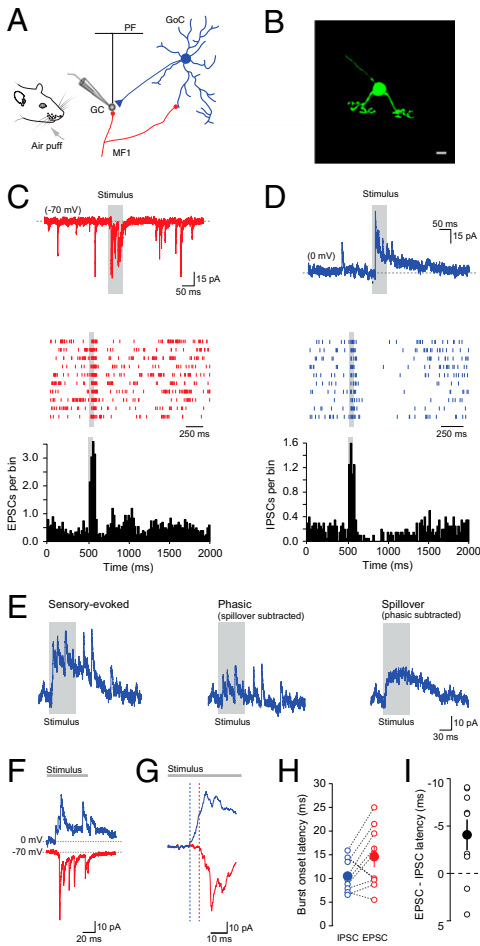 A
PF
GoC
GC
Air puff
MF1
B
C
Stimulus
(-70 mV)
15 pA
50 ms
250 ms
EPSCs per bin
3.0
2.0
1.0
0
0 500 1000 1500 2000
Time (ms)
D
Stimulus
50 ms
15 pA
(0 mV)
250 ms
IPSCs per bin
1.6
1.2
0.8
0.4
0
0 500 1000 1500 2000
Time (ms)
E
Sensory-evoked
Phasic
(spillover subtracted)
Spillover
(phasic subtracted)
Stimulus
Stimulus
Stimulus
10 pA
30 ms
F
Stimulus
0 mV
-70 mV
10 pA
20 ms
G
Stimulus
10 pA
10 ms
H
Burst onset latency (ms)
30
25
20
15
10
5
0
IPSC EPSC
I
EPSC - IPSC latency (ms)
-10
-5
0
5